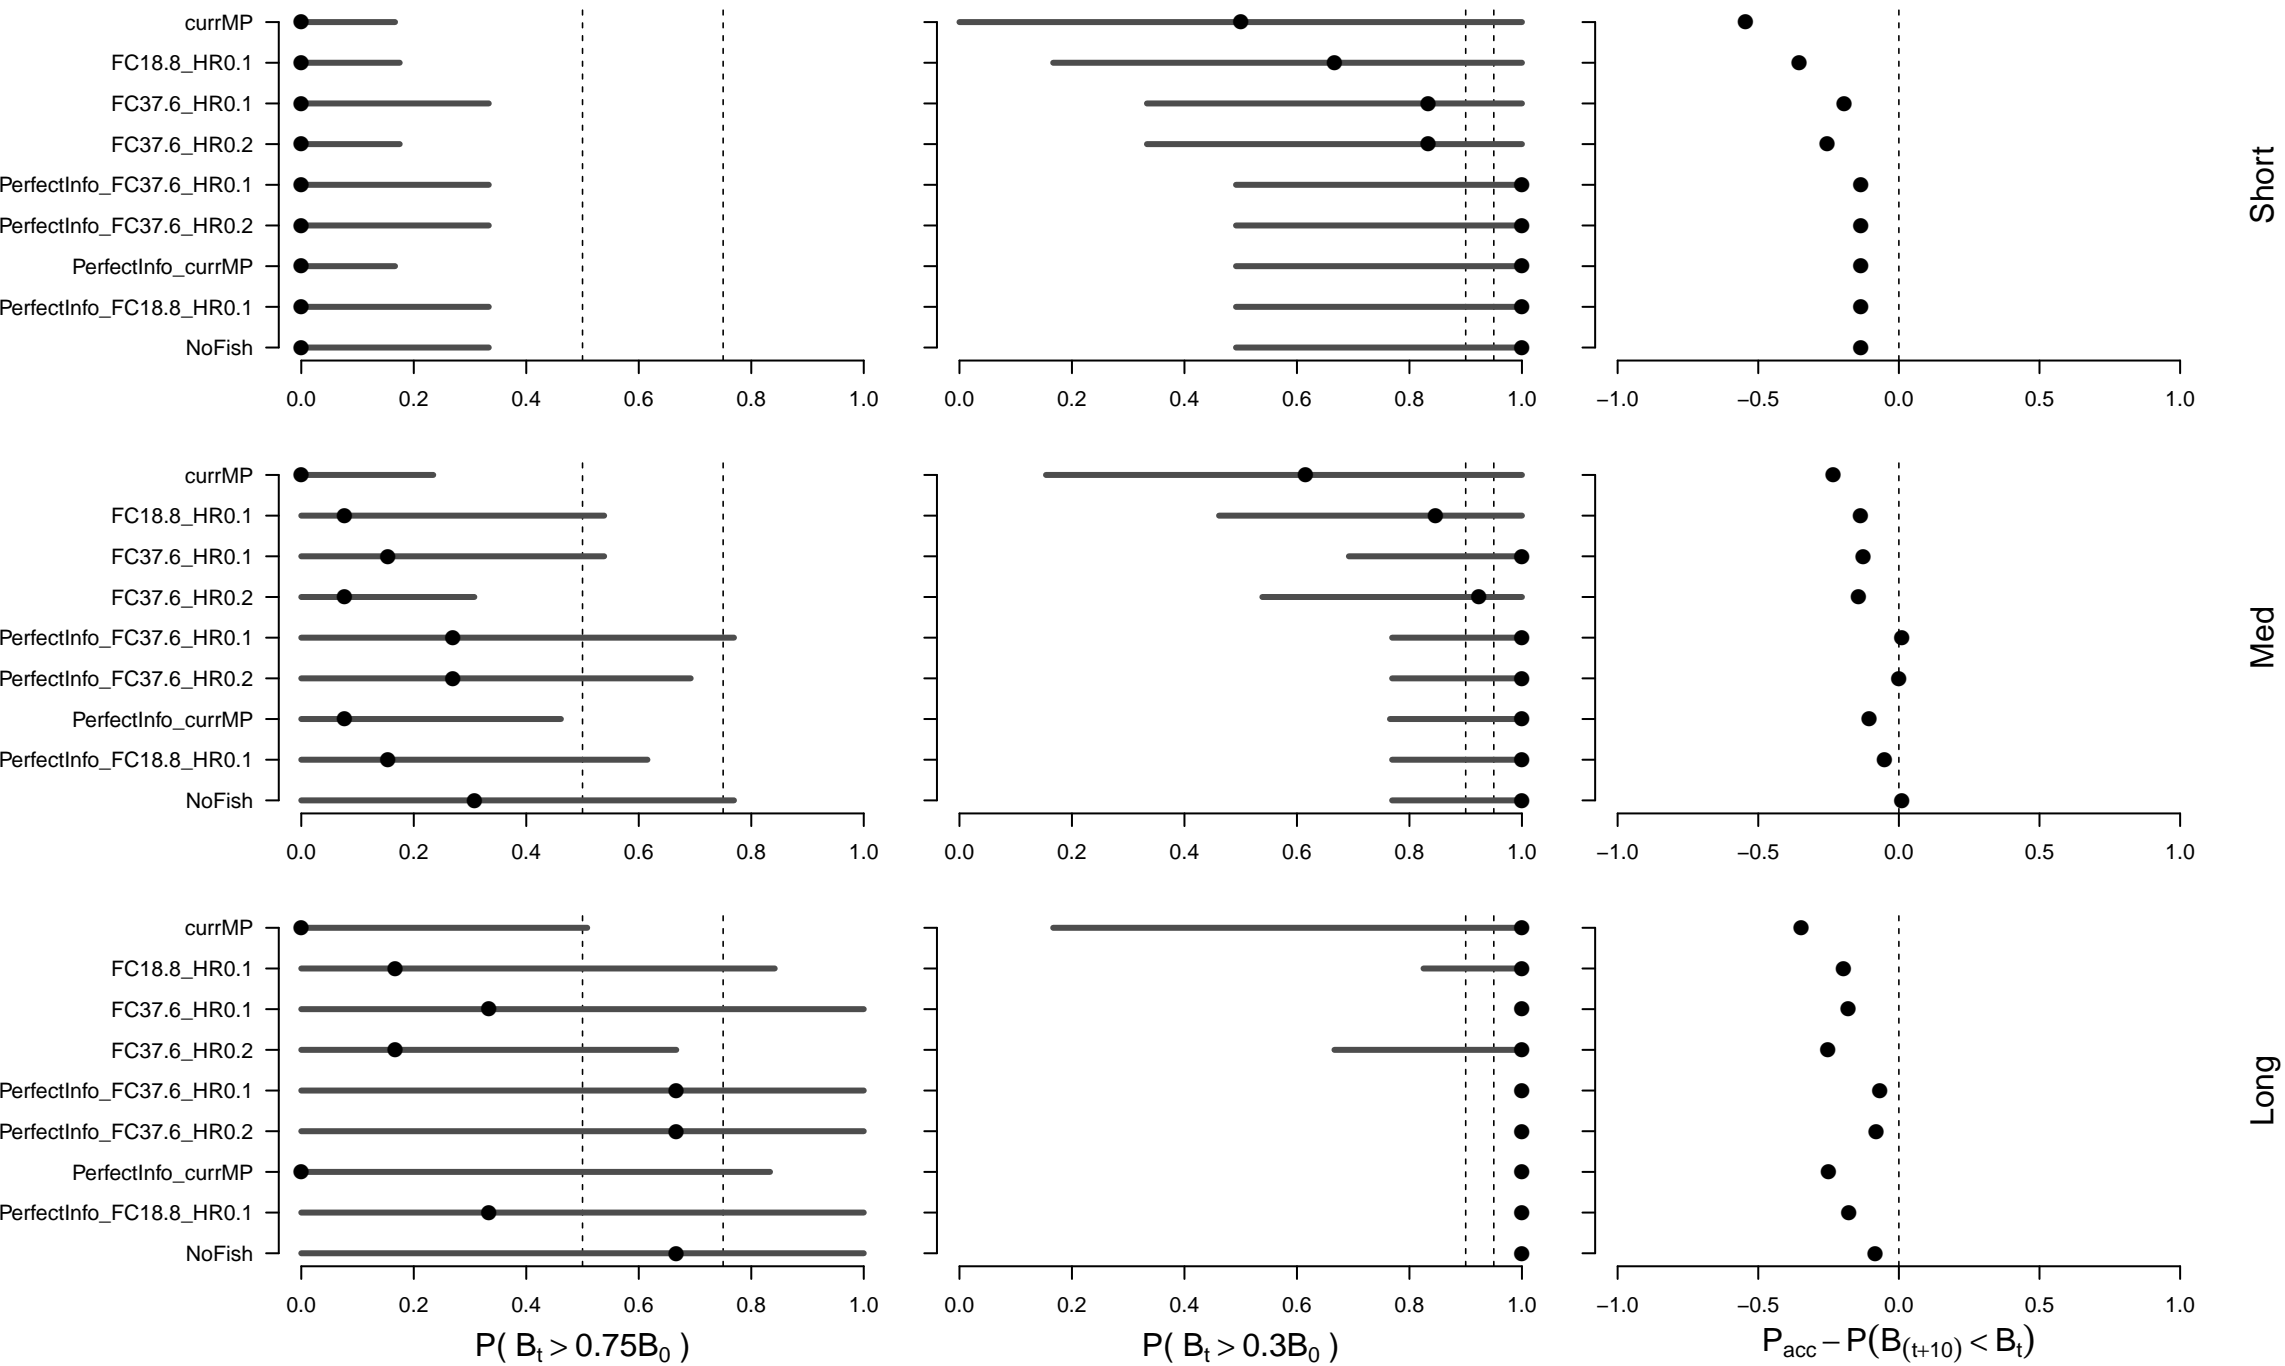 currMP
FC18.8_HR0.1
FC37.6_HR0.1
FC37.6_HR0.2
PerfectInfo_FC37.6_HR0.1
PerfectInfo_FC37.6_HR0.2
PerfectInfo_currMP
PerfectInfo_FC18.8_HR0.1
NoFish
0.0 0.2 0.4 0.6 0.8 1.0
0.0 0.2 0.4 0.6 0.8 1.0
−1.0 −0.5 0.0 0.5 1.0
Short
currMP
FC18.8_HR0.1
FC37.6_HR0.1
FC37.6_HR0.2
PerfectInfo_FC37.6_HR0.1
PerfectInfo_FC37.6_HR0.2
PerfectInfo_currMP
PerfectInfo_FC18.8_HR0.1
NoFish
0.0 0.2 0.4 0.6 0.8 1.0
0.0 0.2 0.4 0.6 0.8 1.0
−1.0 −0.5 0.0 0.5 1.0
Med
currMP
FC18.8_HR0.1
FC37.6_HR0.1
FC37.6_HR0.2
PerfectInfo_FC37.6_HR0.1
PerfectInfo_FC37.6_HR0.2
PerfectInfo_currMP
PerfectInfo_FC18.8_HR0.1
NoFish
0.0 0.2 0.4 0.6 0.8 1.0
0.0 0.2 0.4 0.6 0.8 1.0
−1.0 −0.5 0.0 0.5 1.0
Long
P( Bt > 0.75B0 )
P( Bt > 0.3B0 )
Pacc − P(B(t+10) < Bt)